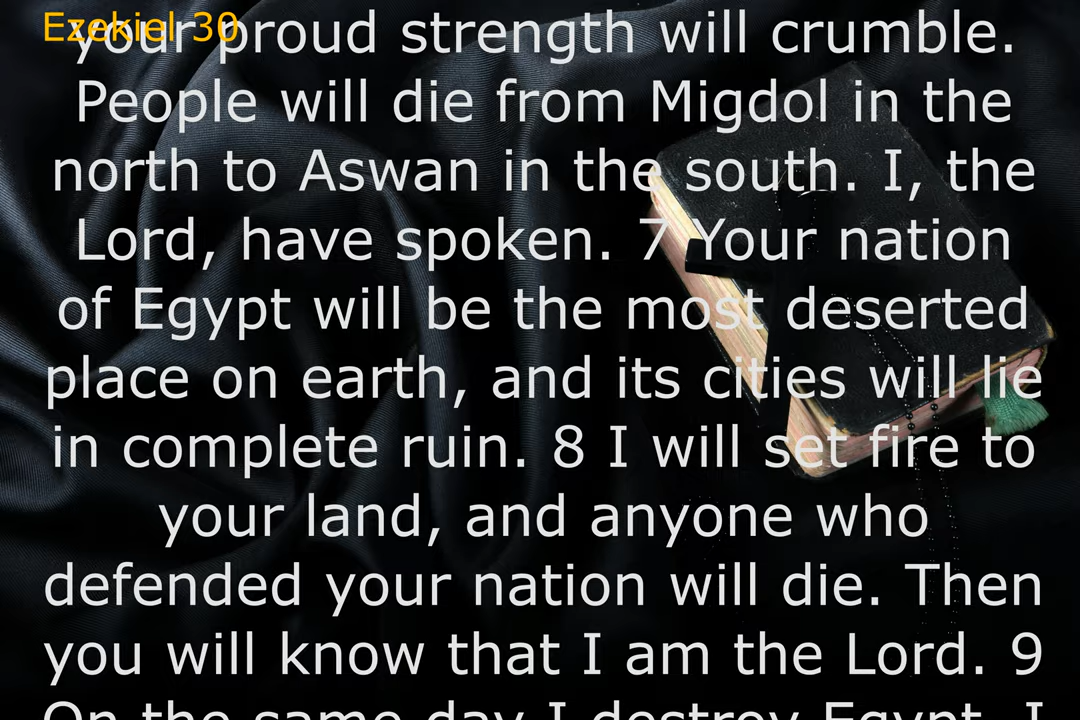 Ezekiel 30
your proud strength will crumble.
People will die from Migdol in the
north to Aswan in the south. I, the
Lord, have spoken. 7 Your nation
of Egypt will be the most deserted
place on earth, and its cities will lie
in complete ruin. 8 I will set fire to
your land, and anyone who
defended your nation will die. Then
you will know that I am the Lord. 9
On the same day I destroy Egypt, I